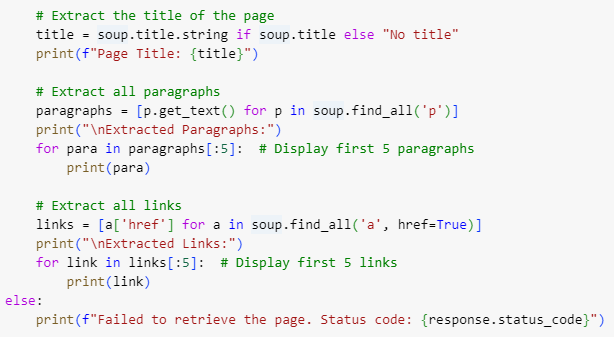 # Extract the title of the page
    title = soup.title.string if soup.title else "No title"
    print(f"Page Title: {title}")

    # Extract all paragraphs
    paragraphs = [p.get_text() for p in soup.find_all('p')]
    print("\nExtracted Paragraphs:")
    for para in paragraphs[:5]:  # Display first 5 paragraphs
        print(para)

    # Extract all links
    links = [a['href'] for a in soup.find_all('a', href=True)]
    print("\nExtracted Links:")
    for link in links[:5]:  # Display first 5 links
        print(link)
else:
    print(f"Failed to retrieve the page. Status code: {response.status_code}")